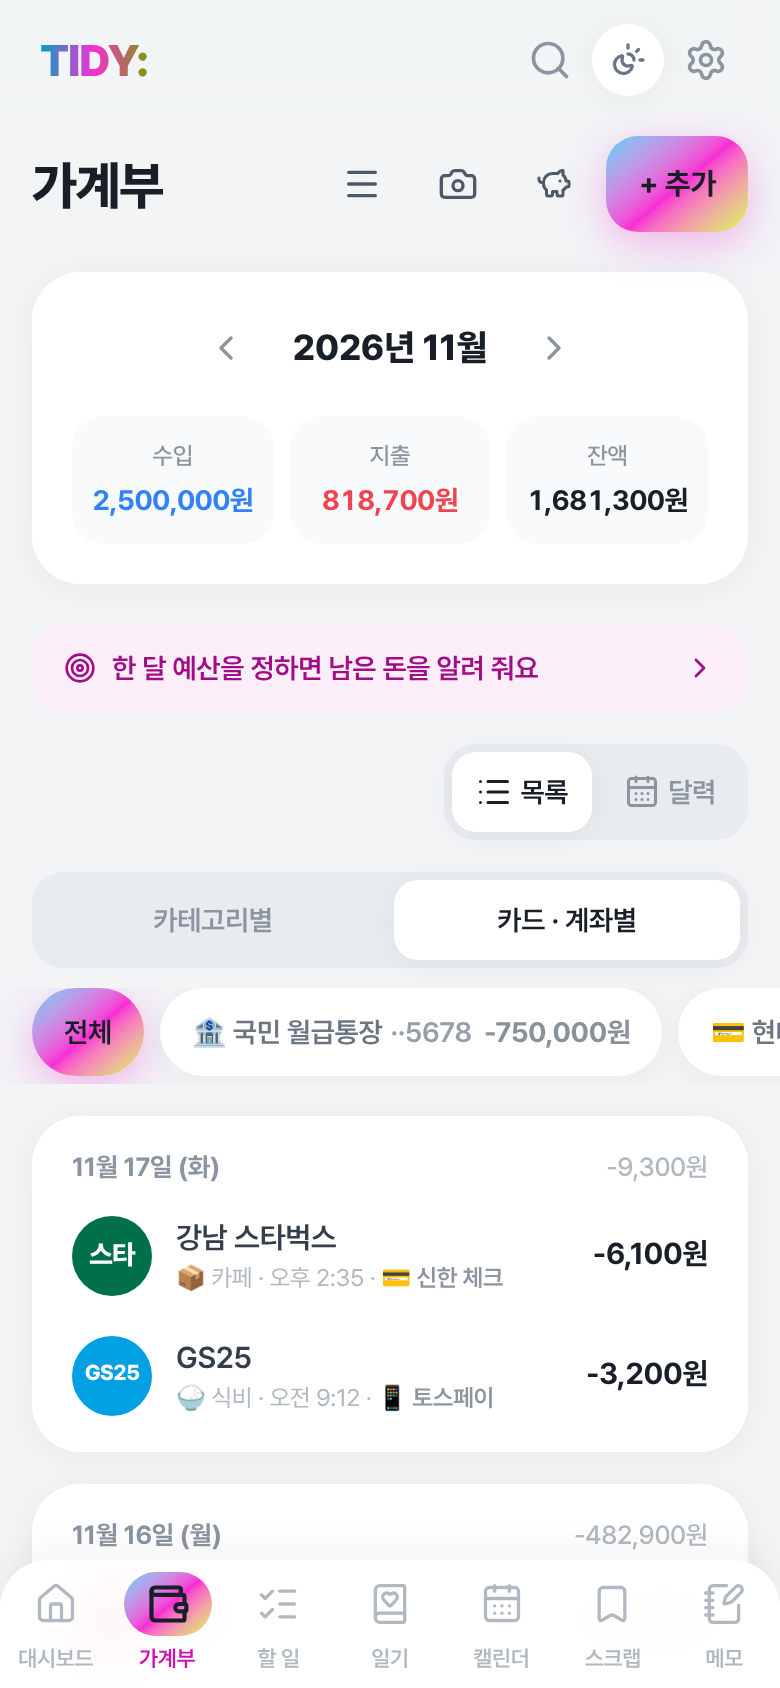 TIDY:
가계부
+ 추가
2026년 11월
수입
지출
잔액
2,500,000원
818,700원
1,681,300원
한 달 예산을 정하면 남은 돈을 알려 줘요
목록
달력
카테고리별
카드 · 계좌별
전체
국민 월급통장 ··5678 -750,000원
11월 17일 (화)
-9,300원
스타
강남 스타벅스
-6,100원
카페 · 오후 2:35 · 💳 신한 체크
GS25
GS25
-3,200원
식비 · 오전 9:12 · 📱 토스페이
11월 16일 (월)
-482,900원
대시보드
가계부
할 일
일기
캘린더
스크랩
메모